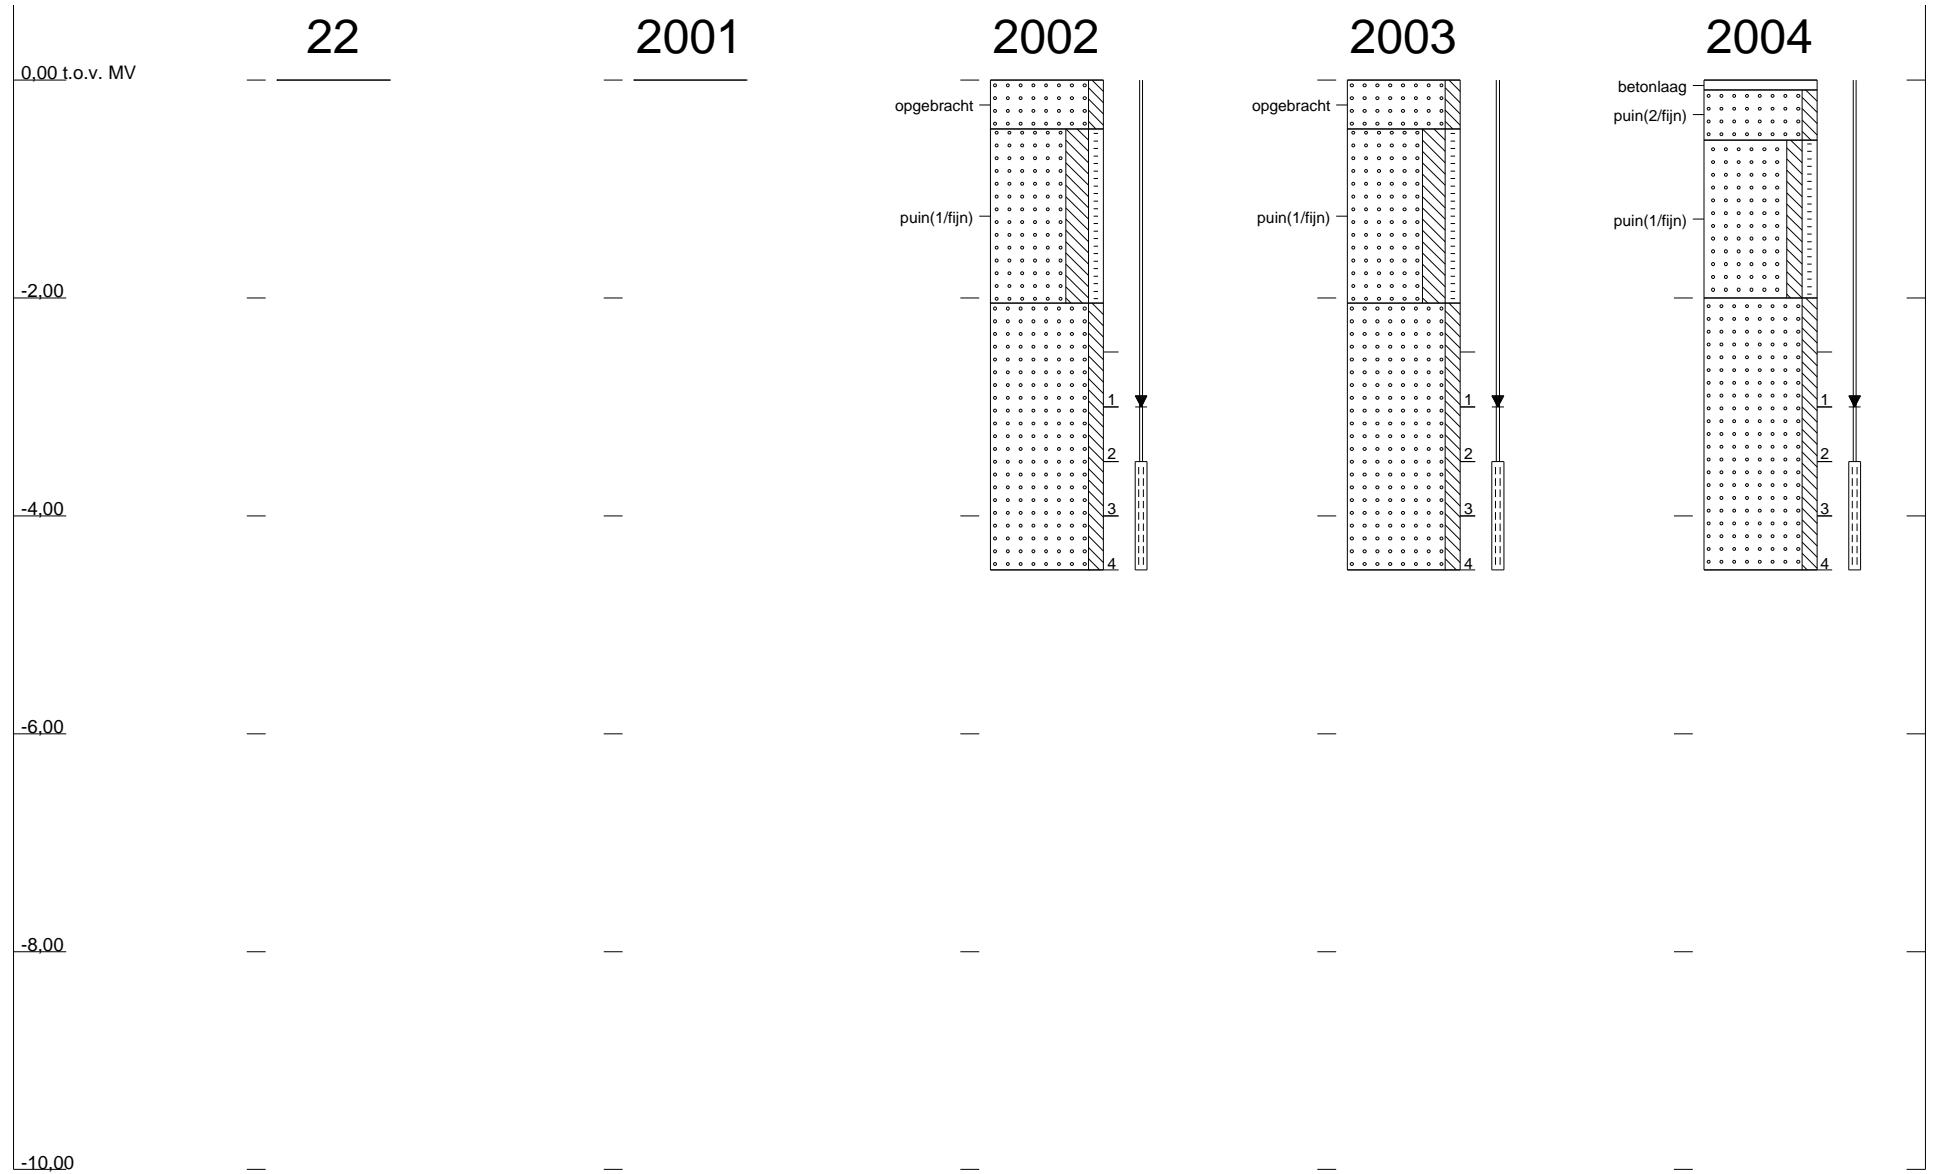 22
2001
2002
2003
2004
0,00 t.o.v. MV
betonlaag
opgebracht
opgebracht
puin(2/fijn)
puin(1/fijn)
puin(1/fijn)
puin(1/fijn)
-2,00
1
1
1
2
2
2
-4,00
3
3
3
4
4
4
-6,00
-8,00
-10,00